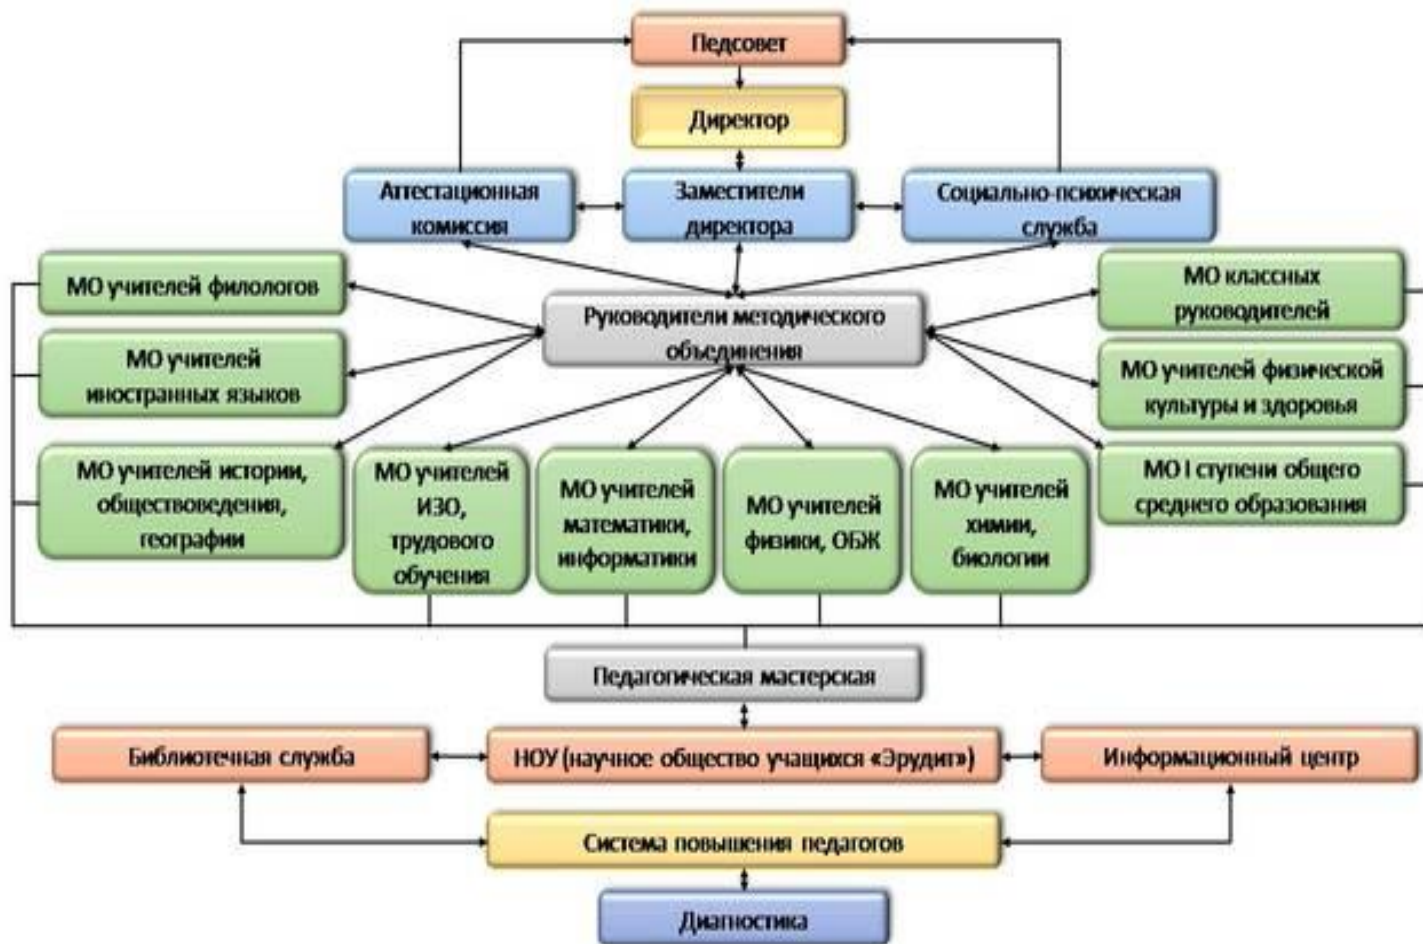 Педсовет
Директор
Аттестационная
комиссия
Заместители
директора
Социально-психическая
служба
МО учителей филологов
Руководители методического
объединения
МО классных
руководителей
МО учителей
иностранных языков
МО учителей физической
культуры и здоровья
МО учителей истории,
обществоведения,
географии
МО учителей
ИЗО,
трудового
обучения
МО учителей
математики,
информатики
МО учителей
физики, ОБЖ
МО учителей
химии,
биологии
МО I ступени общего
среднего образования
Педагогическая мастерская
Библиотечная служба
НОУ (научное общество учащихся «Эрудит»)
Информационный центр
Система повышения педагогов
Диагностика